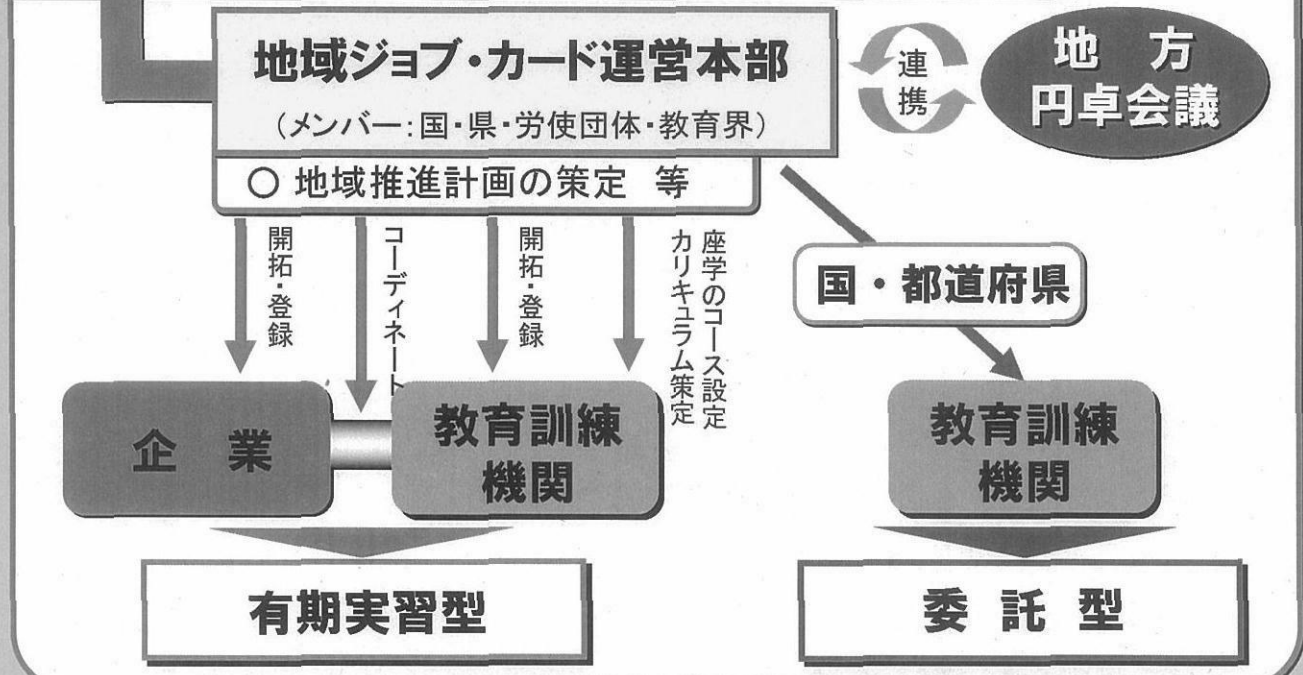 地域ジョブ・カード運営本部
(メンバー:国・県・労使団体・教育界)
○ 地域推進計画の策定 等
連
携
地 方
円卓会議
開拓・登録
コーディネート
開拓・登録
座学のコース設定
カリキュラム策定
国・都道府県
企 業
教育訓練
機関
教育訓練
機関
有期実習型
委 託 型